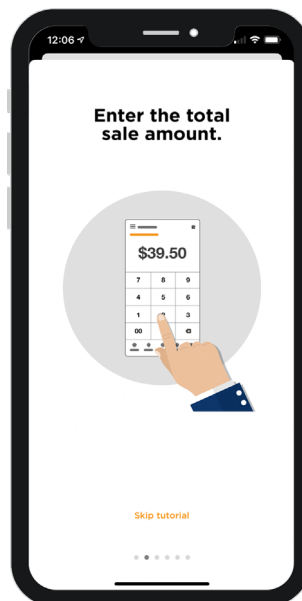 12:06
Enter the total
sale amount.
$39.50
7 8 9
4 5 6
1 2 3
00
Skip tutorial